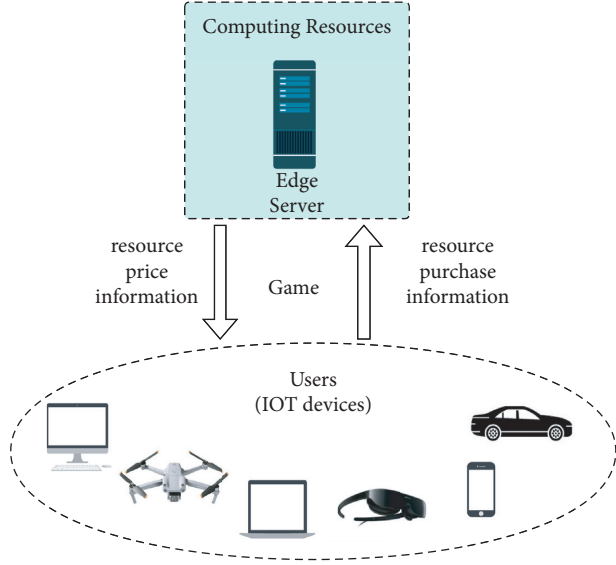 Computing Resources
Edge
Server
resource
price
information
Game
resource
purchase
information
Users
(IOT devices)